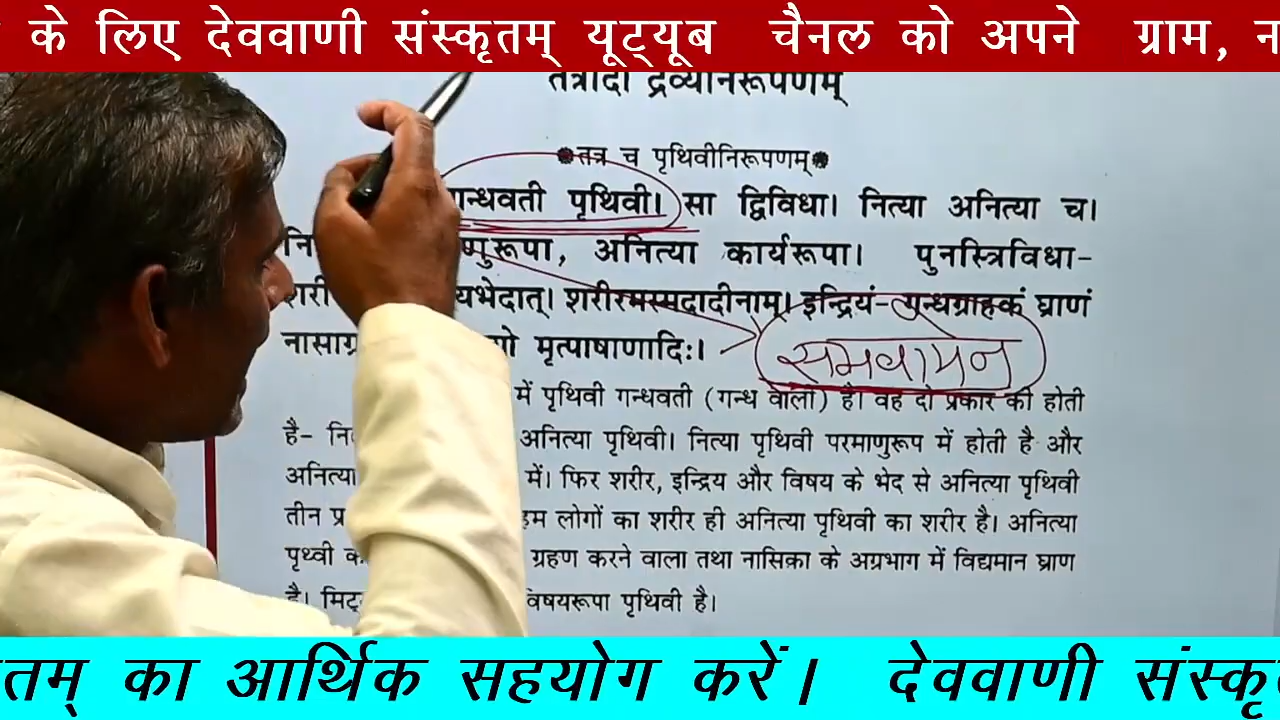 के लिए देववाणी संस्कृतम् यूट्यूब चैनल को अपने ग्राम, न
तत्रादौ द्रव्यनिरूपणम्
तत्र च पृथिवीनिरूपणम्
गन्धवती पृथिवी। सा द्विविधा। नित्या अनित्या च।
अनित्या कार्यरूपा। पुनस्त्रिविधा-
शरीरमस्मदादीनाम्। इन्द्रियं- गन्धग्राहकं घ्राणं
मृत्पाषाणादिः।
समवायेन
में पृथिवी गन्धवती (गन्ध वाली) है। वह दो प्रकार की होती
है- अनित्या पृथिवी। नित्या पृथिवी परमाणुरूप में होती है और
अनित्या में। फिर शरीर, इन्द्रिय और विषय के भेद से अनित्या पृथिवी
तीन लोगों का शरीर ही अनित्या पृथिवी का शरीर है। अनित्या
पृथ्वी ग्रहण करने वाला तथा नासिका के अग्रभाग में विद्यमान घ्राण
है। विषयरूपा पृथिवी है।
तम् का आर्थिक सहयोग करें। देववाणी संस्कृ